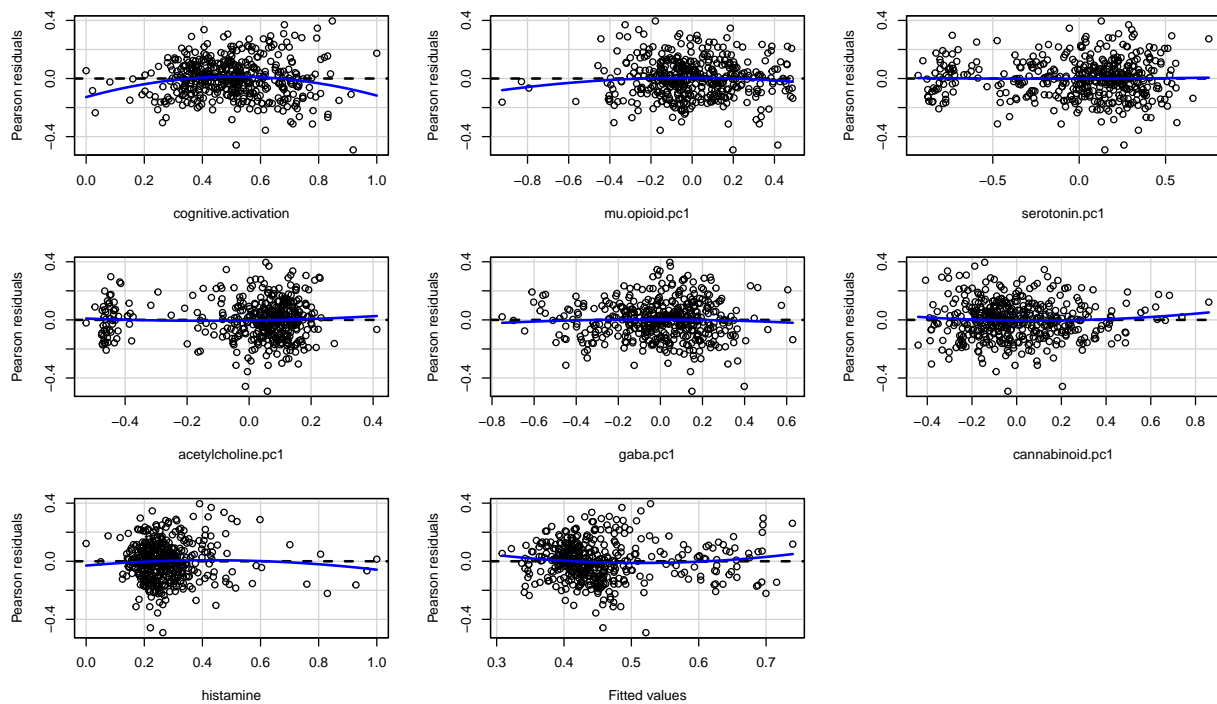 Pearson residuals
−0.4 0.0 0.4
0.0 0.2 0.4 0.6 0.8 1.0
cognitive.activation
Pearson residuals
−0.4 0.0 0.4
−0.8 −0.6 −0.4 −0.2 0.0 0.2 0.4
mu.opioid.pc1
Pearson residuals
−0.4 0.0 0.4
−0.5 0.0 0.5
serotonin.pc1
Pearson residuals
−0.4 0.0 0.4
−0.4 −0.2 0.0 0.2 0.4
acetylcholine.pc1
Pearson residuals
−0.4 0.0 0.4
−0.8 −0.6 −0.4 −0.2 0.0 0.2 0.4 0.6
gaba.pc1
Pearson residuals
−0.4 0.0 0.4
−0.4 −0.2 0.0 0.2 0.4 0.6 0.8
cannabinoid.pc1
Pearson residuals
−0.4 0.0 0.4
0.0 0.2 0.4 0.6 0.8 1.0
histamine
Pearson residuals
−0.4 0.0 0.4
0.3 0.4 0.5 0.6 0.7
Fitted values